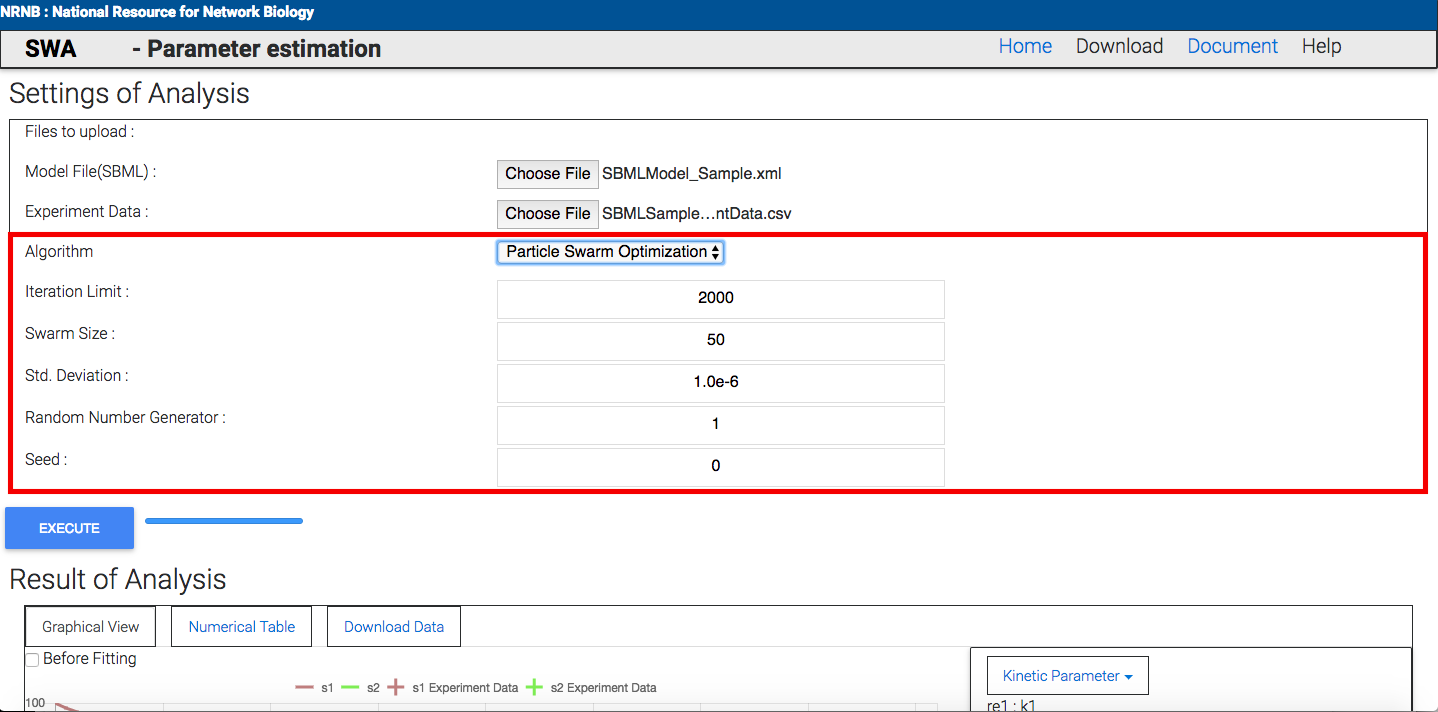 NRNB : National Resource for Network Biology
SWA - Parameter estimation Home Download Document Help
Settings of Analysis
Files to upload :
Model File(SBML) : Choose File SBMLModel_Sample.xml
Experiment Data : Choose File SBMLSample…ntData.csv
Algorithm Particle Swarm Optimization
Iteration Limit : 2000
Swarm Size : 50
Std. Deviation : 1.0e-6
Random Number Generator : 1
Seed : 0
EXECUTE
Result of Analysis
Graphical View Numerical Table Download Data
Before Fitting
Kinetic Parameter
s1 s2 s1 Experiment Data s2 Experiment Data
100
re1 : k1